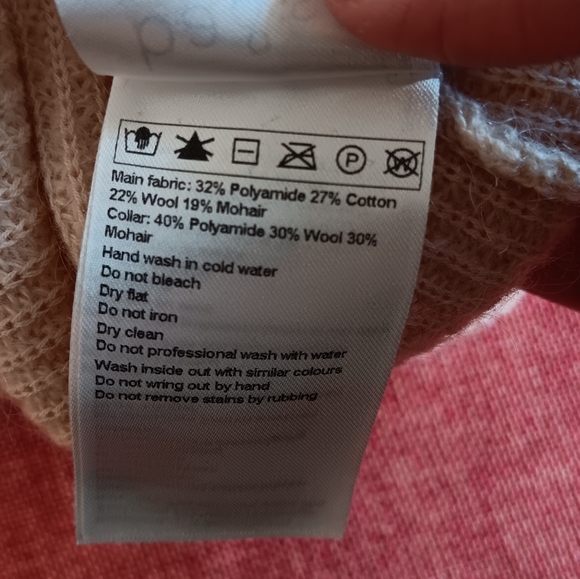 P W
Main fabric: 32% Polyamide 27% Cotton
22% Wool 19% Mohair
Collar: 40% Polyamide 30% Wool 30%
Mohair
Hand wash in cold water
Do not bleach
Dry flat
Do not iron
Dry clean
Do not professional wash with water
Wash inside out with similar colours
Do not wring out by hand
Do not remove stains by rubbing